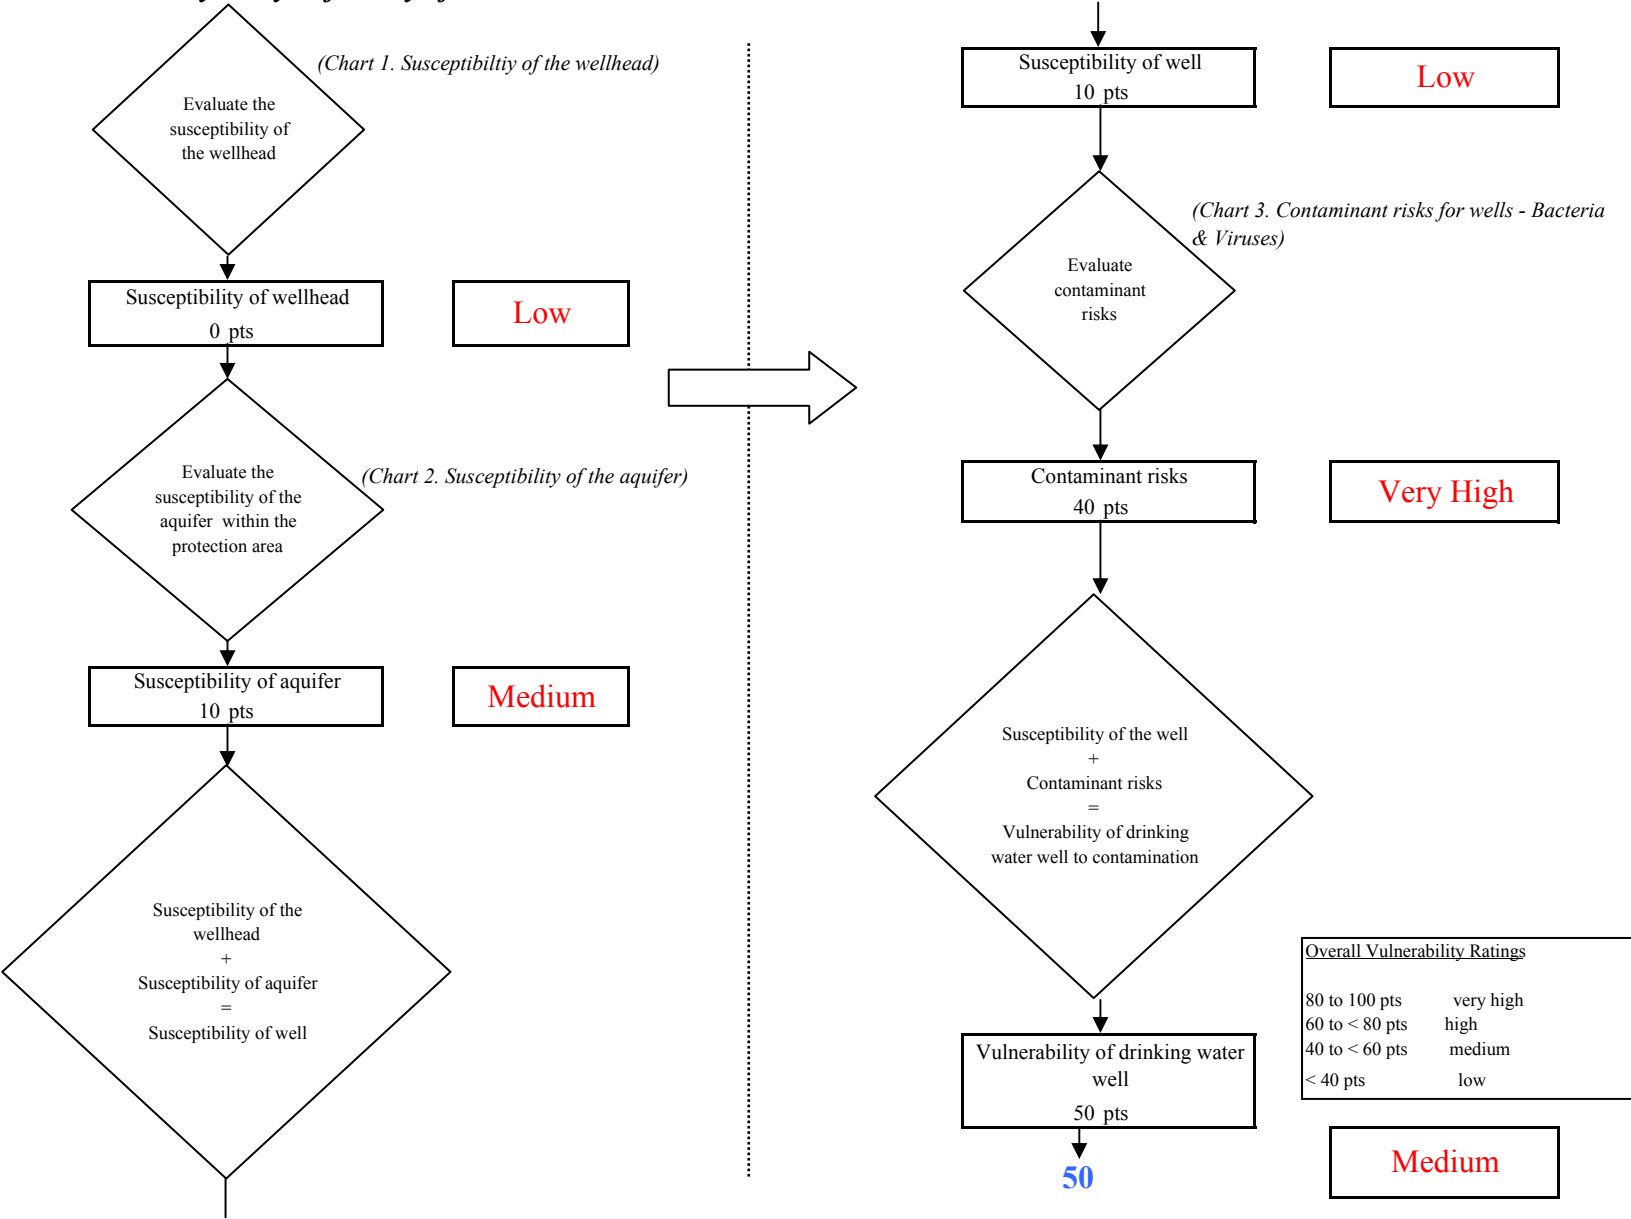 (Chart 1. Susceptibiltiy of the wellhead)
Evaluate the
susceptibility of
the wellhead
Susceptibility of wellhead
0 pts
Low
Evaluate the
susceptibility of the
aquifer within the
protection area
(Chart 2. Susceptibility of the aquifer)
Susceptibility of aquifer
10 pts
Medium
Susceptibility of the
wellhead
+
Susceptibility of aquifer
=
Susceptibility of well
Susceptibility of well
10 pts
Low
(Chart 3. Contaminant risks for wells - Bacteria
& Viruses)
Evaluate
contaminant
risks
Contaminant risks
40 pts
Very High
Susceptibility of the well
+
Contaminant risks
=
Vulnerability of drinking
water well to contamination
Vulnerability of drinking water
well
50 pts
50
Overall Vulnerability Ratings
80 to 100 pts very high
60 to < 80 pts high
40 to < 60 pts medium
< 40 pts low
Medium